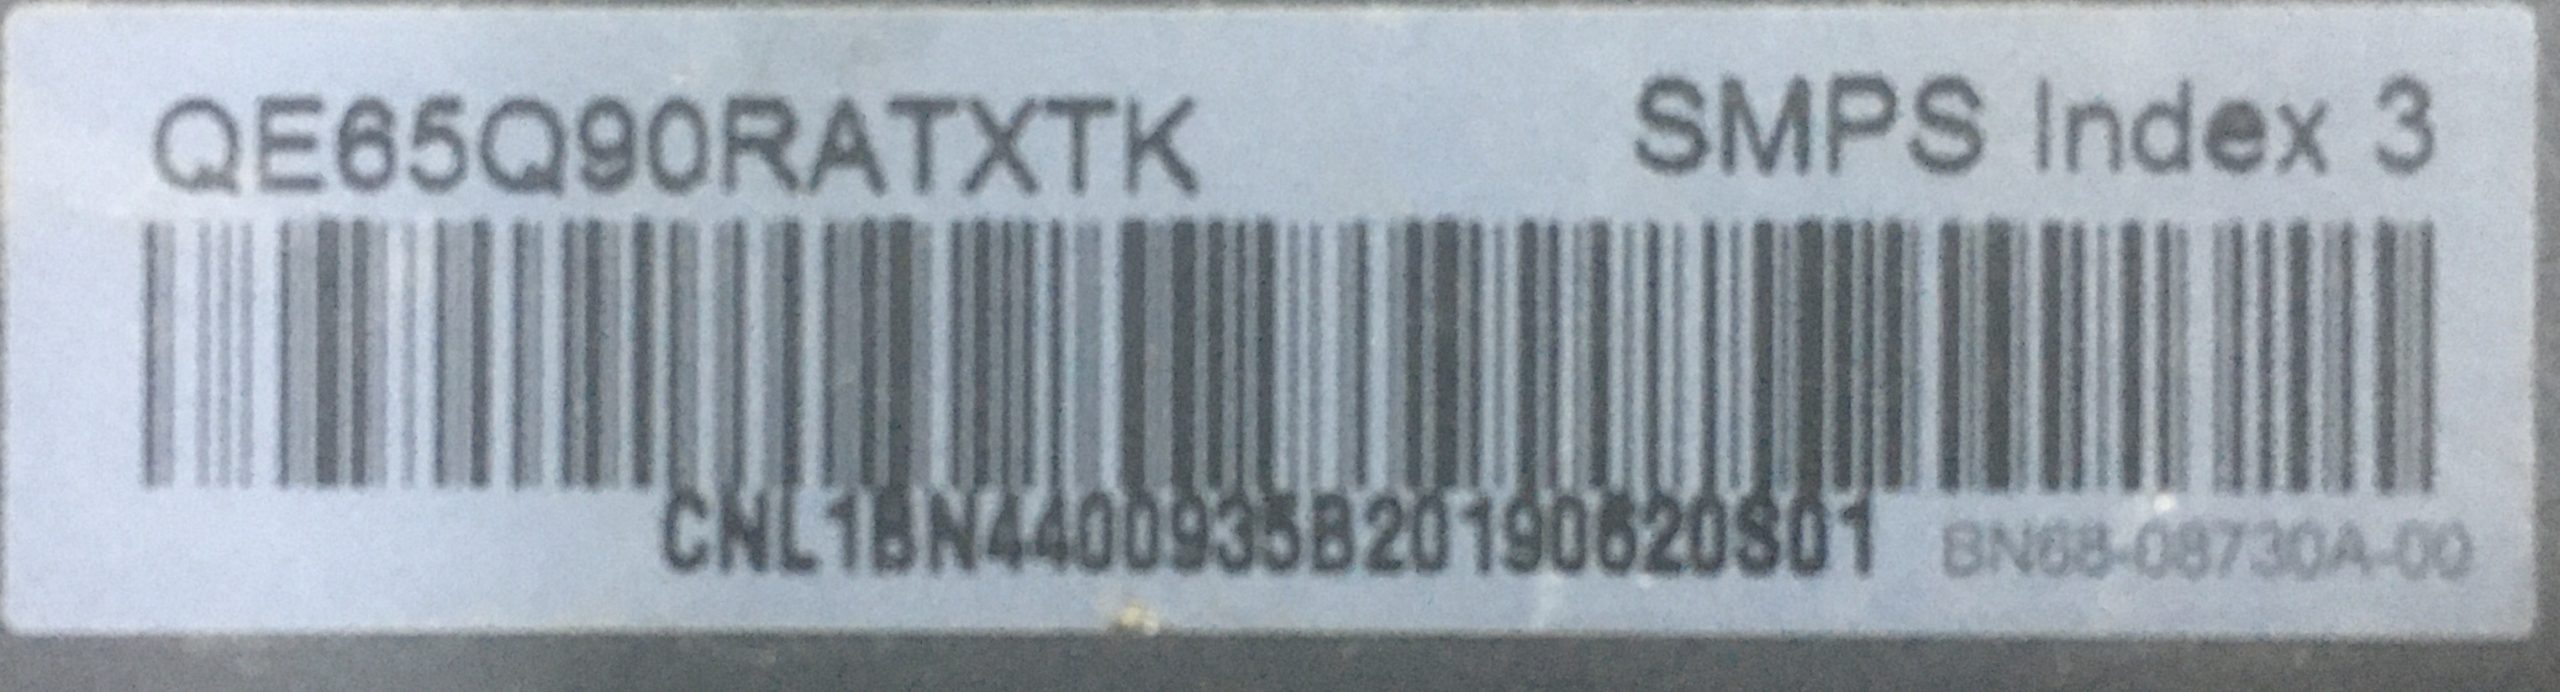 QE65Q90RATXTK SMPS Index 3
CNL1BN4400935B20190620S01 BN68-08730A-00